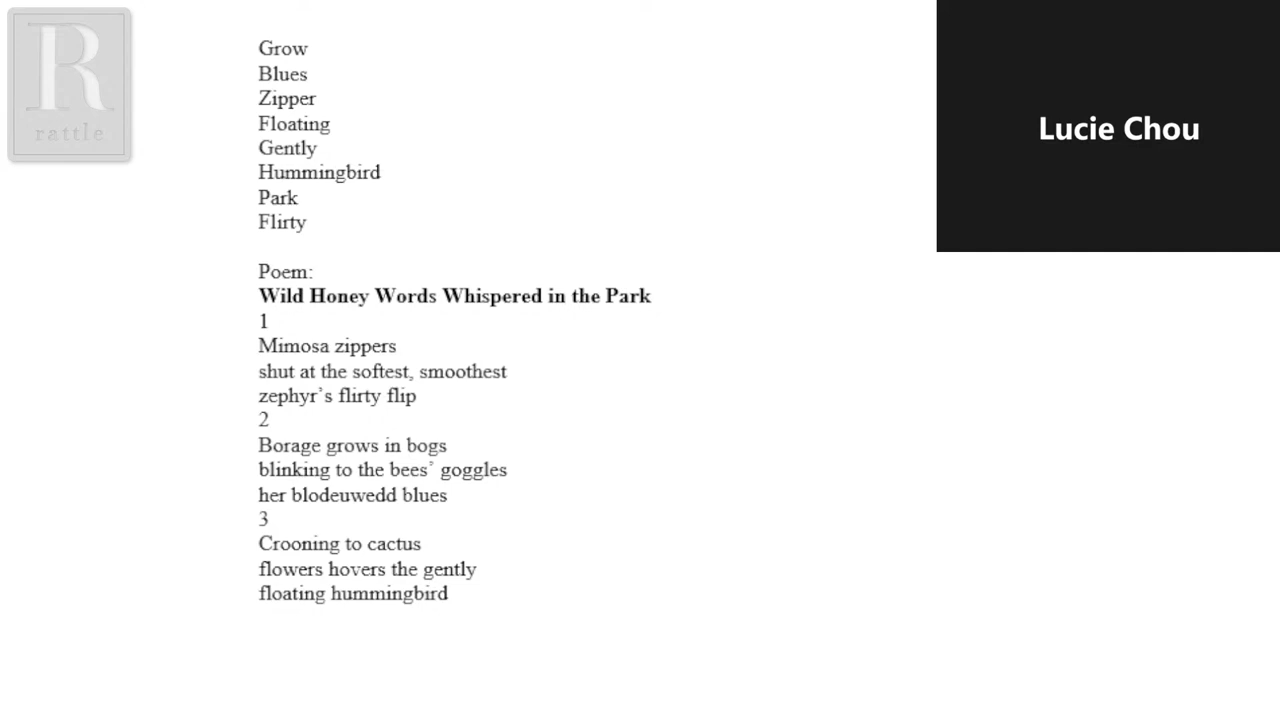 R
rattle
Grow
Blues
Zipper
Floating
Gently
Hummingbird
Park
Flirty
Poem:
Wild Honey Words Whispered in the Park
1
Mimosa zippers
shut at the softest, smoothest
zephyr’s flirty flip
2
Borage grows in bogs
blinking to the bees’ goggles
her blodeuwedd blues
3
Crooning to cactus
flowers hovers the gently
floating hummingbird
Lucie Chou